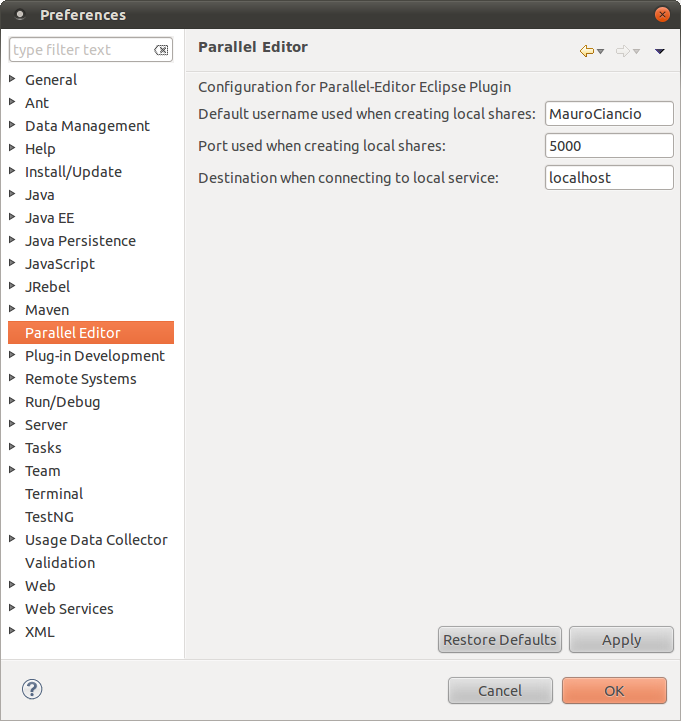 Preferences
type filter text
General
Ant
Data Management
Help
Install/Update
Java
Java EE
Java Persistence
JavaScript
JRebel
Maven
Parallel Editor
Plug-in Development
Remote Systems
Run/Debug
Server
Tasks
Team
Terminal
TestNG
Usage Data Collector
Validation
Web
Web Services
XML
Parallel Editor
Configuration for Parallel-Editor Eclipse Plugin
Default username used when creating local shares: MauroCiancio
Port used when creating local shares: 5000
Destination when connecting to local service: localhost
Restore Defaults Apply
? Cancel OK